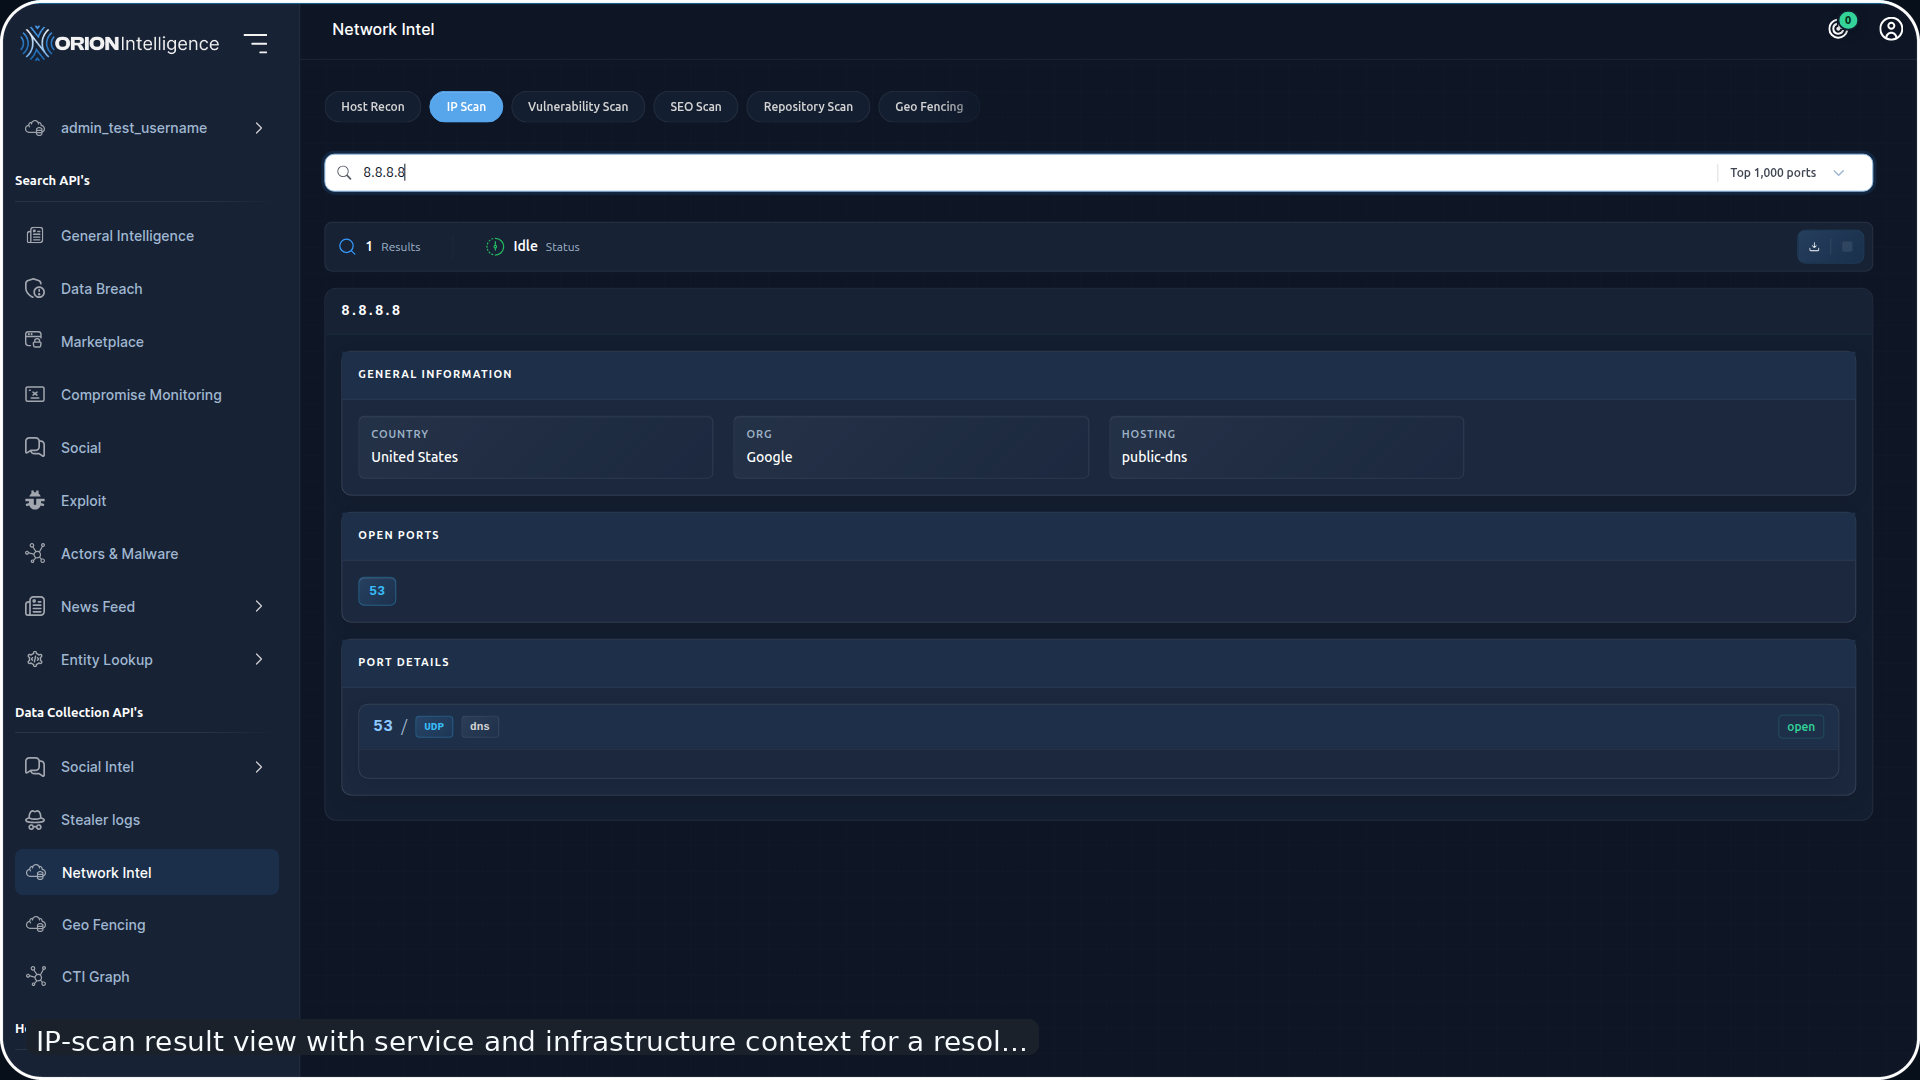 ORIONIntelligence
Network Intel
0
admin_test_username
Search API's
General Intelligence
Data Breach
Marketplace
Compromise Monitoring
Social
Exploit
Actors & Malware
News Feed
Entity Lookup
Data Collection API's
Social Intel
Stealer logs
Network Intel
Geo Fencing
CTI Graph
Host Recon
IP Scan
Vulnerability Scan
SEO Scan
Repository Scan
Geo Fencing
8.8.8.8
Top 1,000 ports
1 Results
Idle Status
8.8.8.8
GENERAL INFORMATION
COUNTRY
United States
ORG
Google
HOSTING
public-dns
OPEN PORTS
53
PORT DETAILS
53 / UDP dns
open
IP-scan result view with service and infrastructure context for a resol...